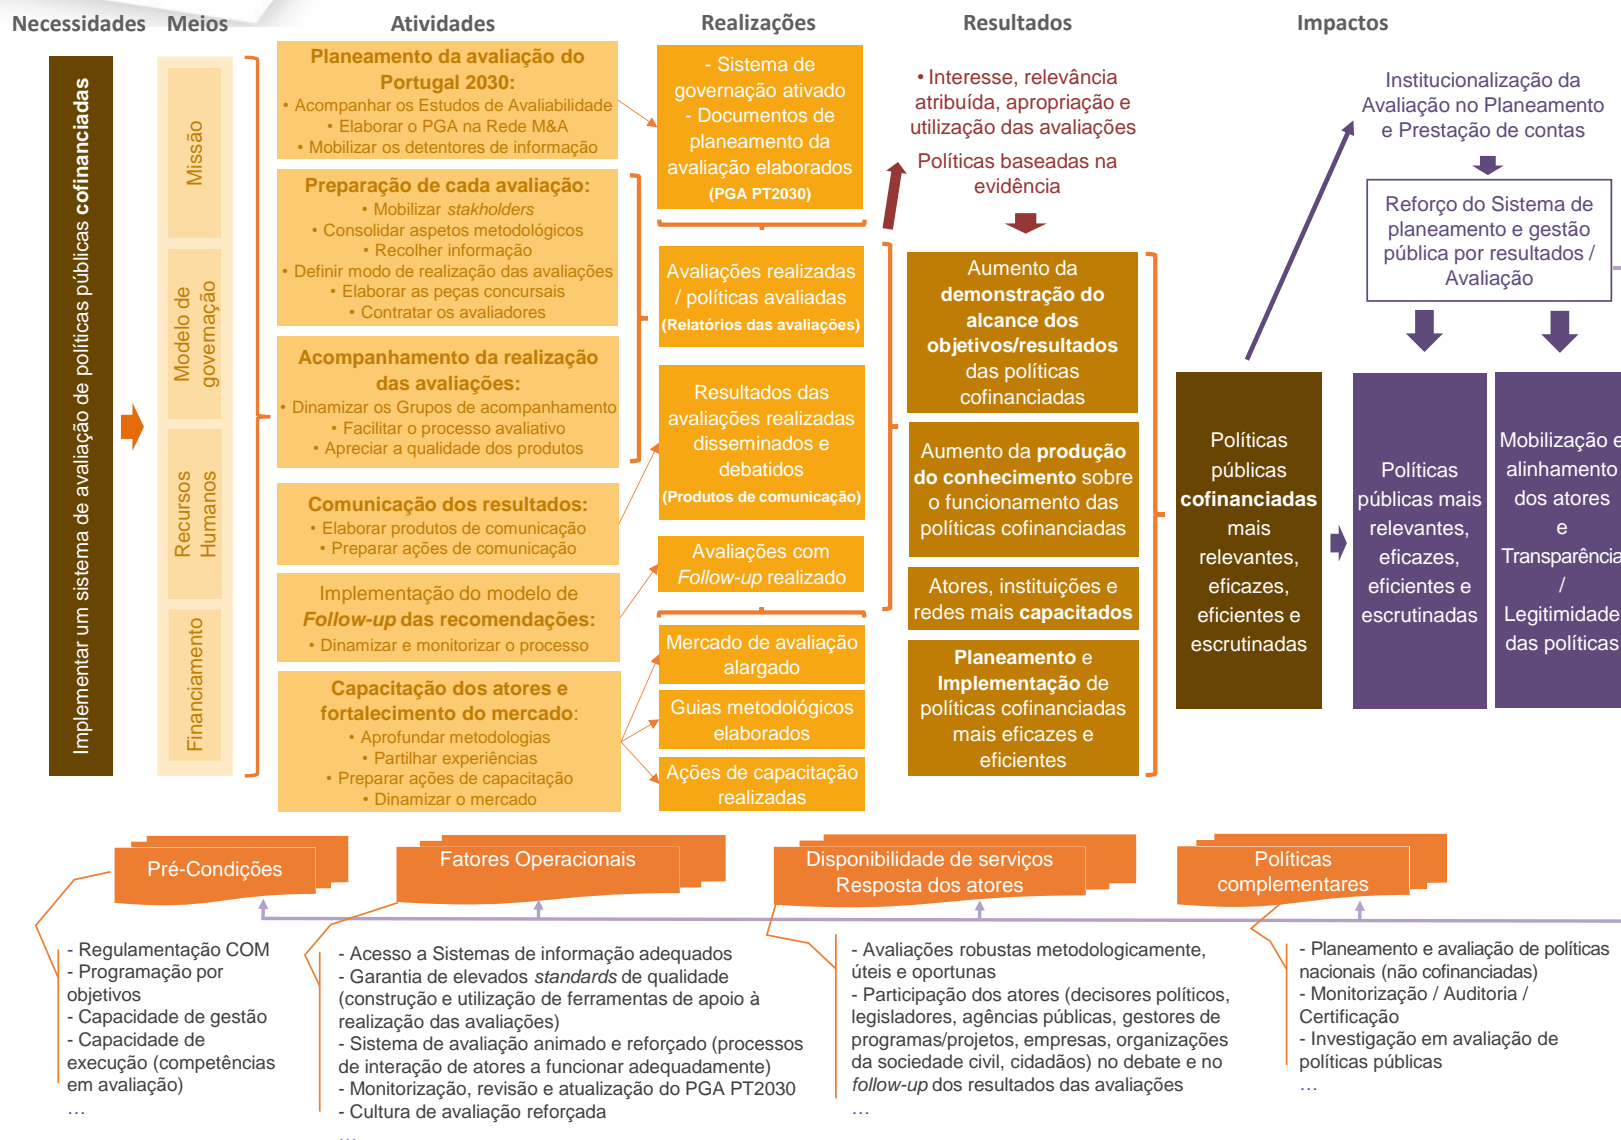 Necessidades
Meios
Atividades
Realizações
Resultados
Impactos
Implementar um sistema de avaliação de políticas públicas cofinanciadas
Missão
Modelo de
governação
Recursos
Humanos
Financiamento
Planeamento da avaliação do
Portugal 2030:
• Acompanhar os Estudos de Avaliabilidade
• Elaborar o PGA na Rede M&A
• Mobilizar os detentores de informação
Preparação de cada avaliação:
• Mobilizar stakholders
• Consolidar aspetos metodológicos
• Recolher informação
• Definir modo de realização das avaliações
• Elaborar as peças concursais
• Contratar os avaliadores
Acompanhamento da realização
das avaliações:
• Dinamizar os Grupos de acompanhamento
• Facilitar o processo avaliativo
• Apreciar a qualidade dos produtos
Comunicação dos resultados:
• Elaborar produtos de comunicação
• Preparar ações de comunicação
Implementação do modelo de
Follow-up das recomendações:
• Dinamizar e monitorizar o processo
Capacitação dos atores e
fortalecimento do mercado:
• Aprofundar metodologias
• Partilhar experiências
• Preparar ações de capacitação
• Dinamizar o mercado
- Sistema de
governação ativado
- Documentos de
planeamento da
avaliação elaborados
(PGA PT2030)
Avaliações realizadas
/ políticas avaliadas
(Relatórios das avaliações)
Resultados das
avaliações realizadas
disseminados e
debatidos
(Produtos de comunicação)
Avaliações com
Follow-up realizado
Mercado de avaliação
alargado
Guias metodológicos
elaborados
Ações de capacitação
realizadas
• Interesse, relevância
atribuída, apropriação e
utilização das avaliações
Políticas baseadas na
evidência
Aumento da
demonstração do
alcance dos
objetivos/resultados
das políticas
cofinanciadas
Aumento da produção
do conhecimento sobre
o funcionamento das
políticas cofinanciadas
Atores, instituições e
redes mais capacitados
Planeamento e
Implementação de
políticas cofinanciadas
mais eficazes e
eficientes
Institucionalização da
Avaliação no Planeamento
e Prestação de contas
Reforço do Sistema de
planeamento e gestão
pública por resultados /
Avaliação
Políticas
públicas
cofinanciadas
mais
relevantes,
eficazes,
eficientes e
escrutinadas
Políticas
públicas mais
relevantes,
eficazes,
eficientes e
escrutinadas
Mobilização e
alinhamento
dos atores
e
Transparência
/
Legitimidade
das políticas
Pré-Condições
- Regulamentação COM
- Programação por
objetivos
- Capacidade de gestão
- Capacidade de
execução (competências
em avaliação)
…
Fatores Operacionais
- Acesso a Sistemas de informação adequados
- Garantia de elevados standards de qualidade
(construção e utilização de ferramentas de apoio à
realização das avaliações)
- Sistema de avaliação animado e reforçado (processos
de interação de atores a funcionar adequadamente)
- Monitorização, revisão e atualização do PGA PT2030
- Cultura de avaliação reforçada
…
Disponibilidade de serviços
Resposta dos atores
- Avaliações robustas metodologicamente,
úteis e oportunas
- Participação dos atores (decisores políticos,
legisladores, agências públicas, gestores de
programas/projetos, empresas, organizações
da sociedade civil, cidadãos) no debate e no
follow-up dos resultados das avaliações
…
Políticas
complementares
- Planeamento e avaliação de políticas
nacionais (não cofinanciadas)
- Monitorização / Auditoria /
Certificação
- Investigação em avaliação de
políticas públicas
…